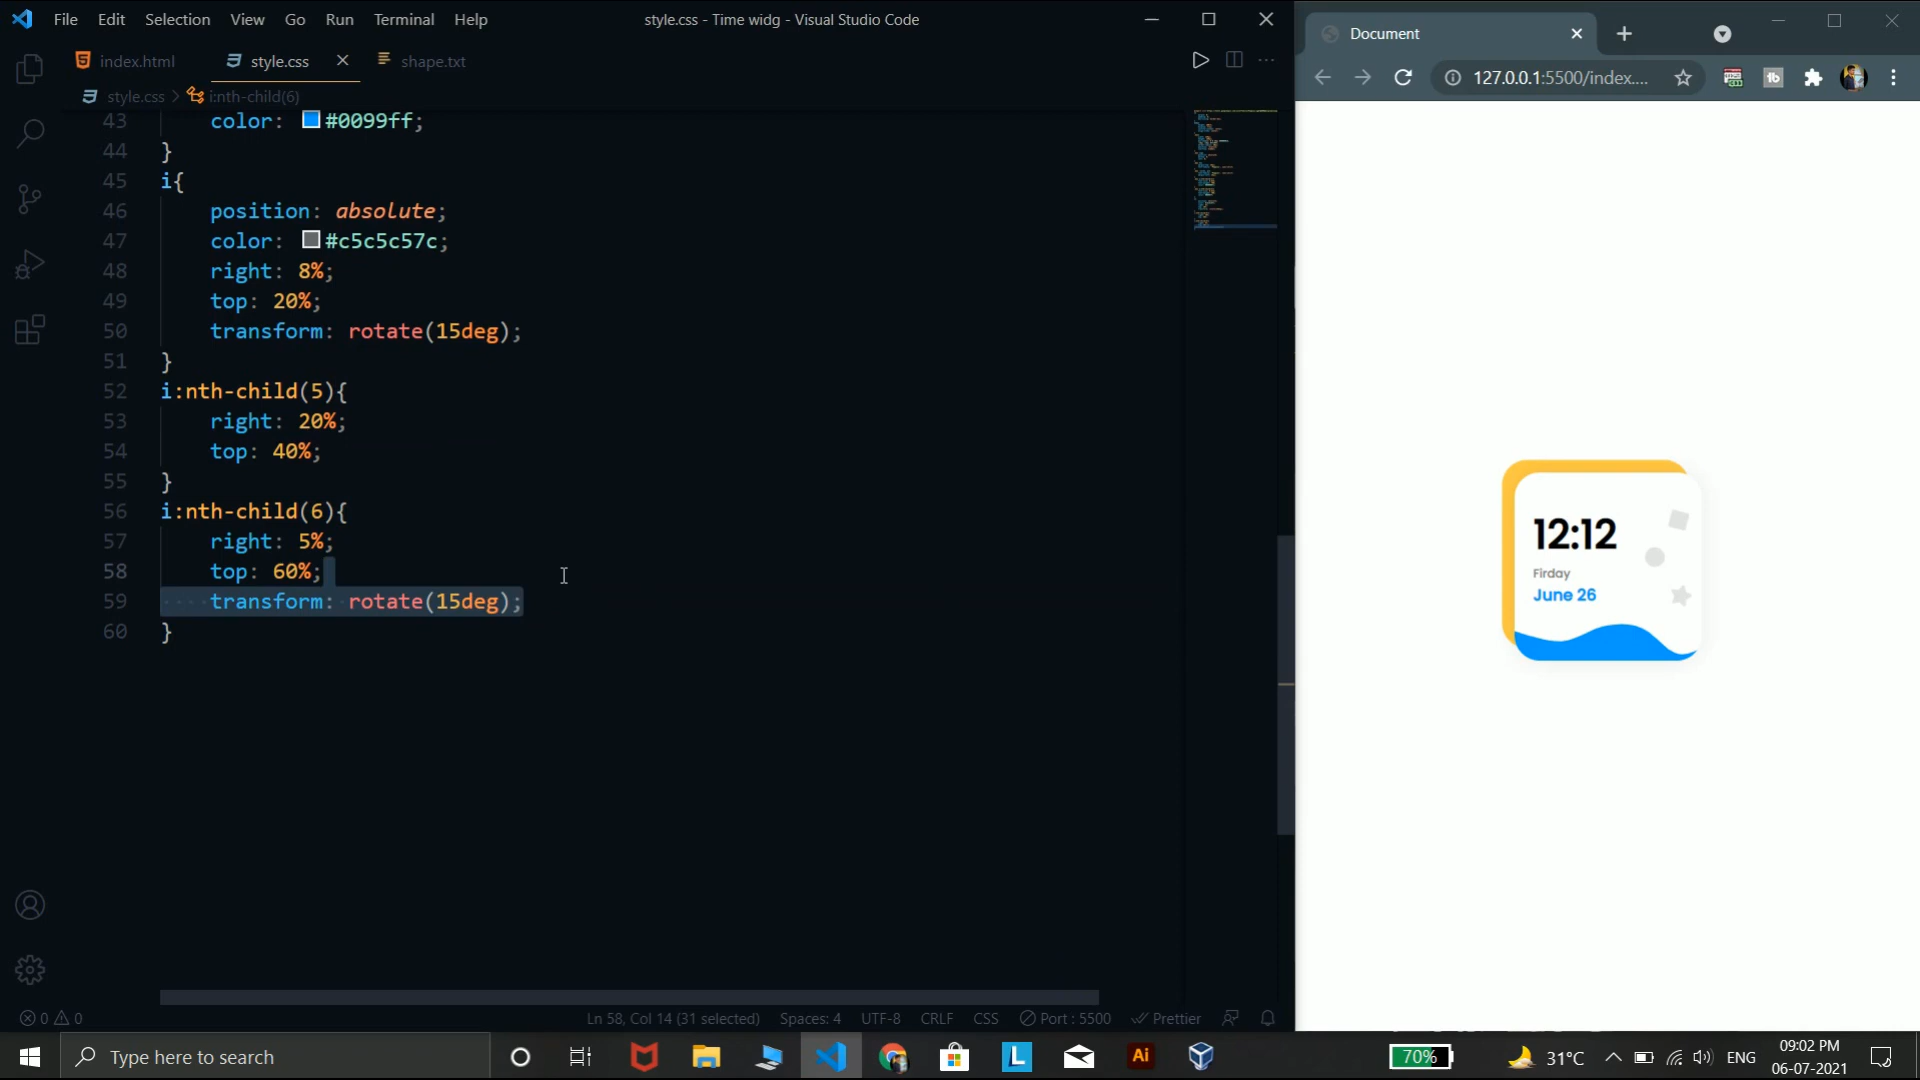 File Edit Selection View Go Run Terminal Help
style.css - Time widg - Visual Studio Code
index.html
style.css
shape.txt
style.css > i:nth-child(6)
43 color: #0099ff;
44 }
45 i{
46 position: absolute;
47 color: #c5c5c57c;
48 right: 8%;
49 top: 20%;
50 transform: rotate(15deg);
51 }
52 i:nth-child(5){
53 right: 20%;
54 top: 40%;
55 }
56 i:nth-child(6){
57 right: 5%;
58 top: 60%;
59 transform: rotate(15deg);
60 }
0 0
Ln 58, Col 14 (31 selected)
Spaces: 4
UTF-8
CRLF
CSS
Port : 5500
Prettier
Document
127.0.0.1:5500/index....
tb
12:12
Firday
June 26
Type here to search
L
Ai
70%
31°C
ENG
09:02 PM
06-07-2021